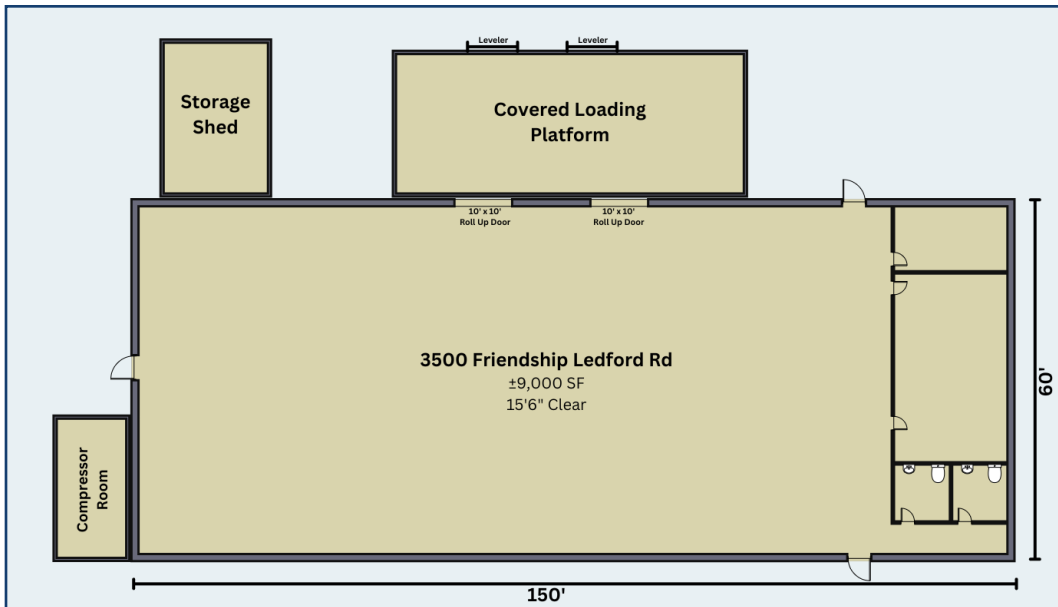 Leveler
Leveler
Storage
Shed
Covered Loading
Platform
10' x 10'
Roll Up Door
10' x 10'
Roll Up Door
3500 Friendship Ledford Rd
±9,000 SF
15'6" Clear
60'
Compressor
Room
150'